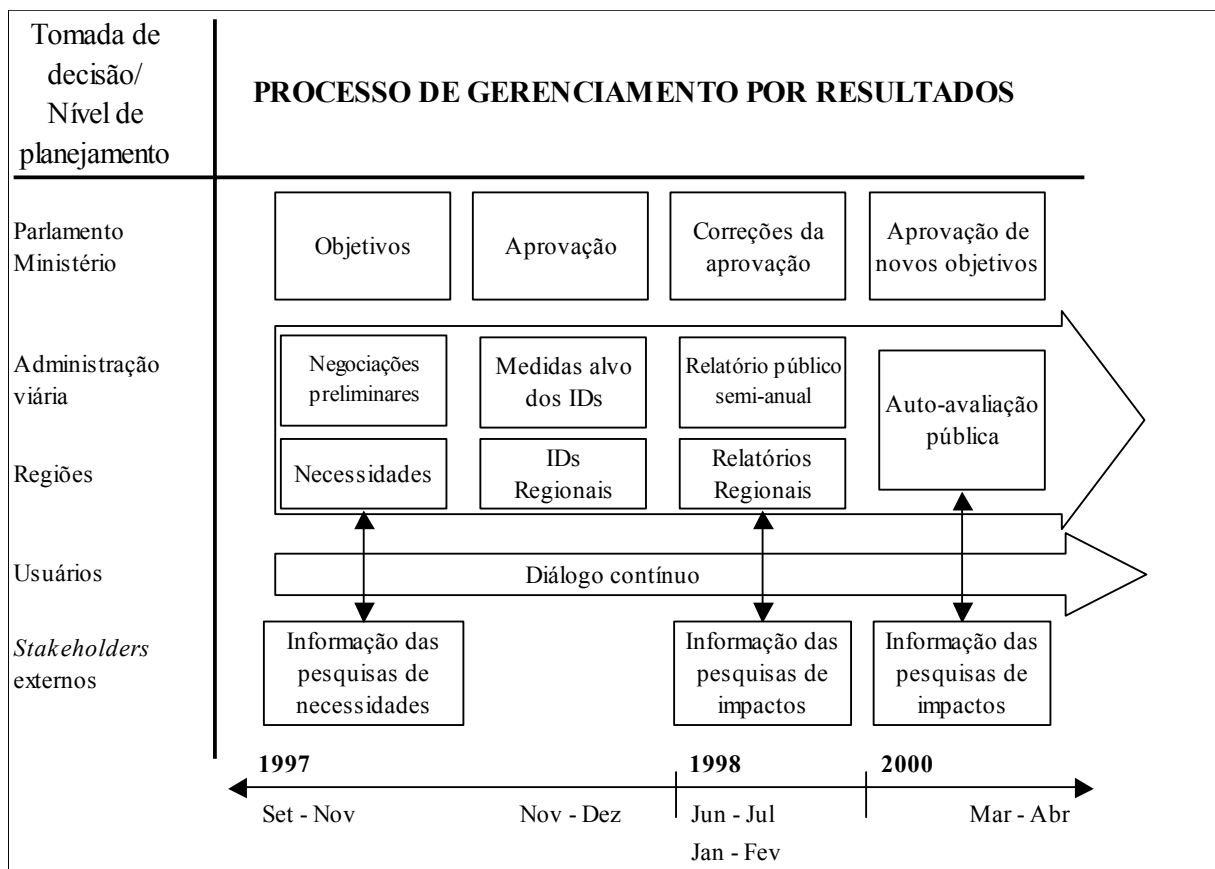 Tomada de
decisão/
Nível de
planejamento
PROCESSO DE GERENCIAMENTO POR RESULTADOS
Parlamento
Ministério
Objetivos
Aprovação
Correções da
aprovação
Aprovação de
novos objetivos
Administração
viária
Negociações
preliminares
Medidas alvo
dos IDs
Relatório público
semi-anual
Auto-avaliação
pública
Regiões
Necessidades
IDs
Regionais
Relatórios
Regionais
Usuários
Diálogo contínuo
Stakeholders
externos
Informação das
pesquisas de
necessidades
Informação das
pesquisas de
impactos
Informação das
pesquisas de
impactos
1997
1998
2000
Set - Nov
Nov - Dez
Jun - Jul
Mar - Abr
Jan - Fev